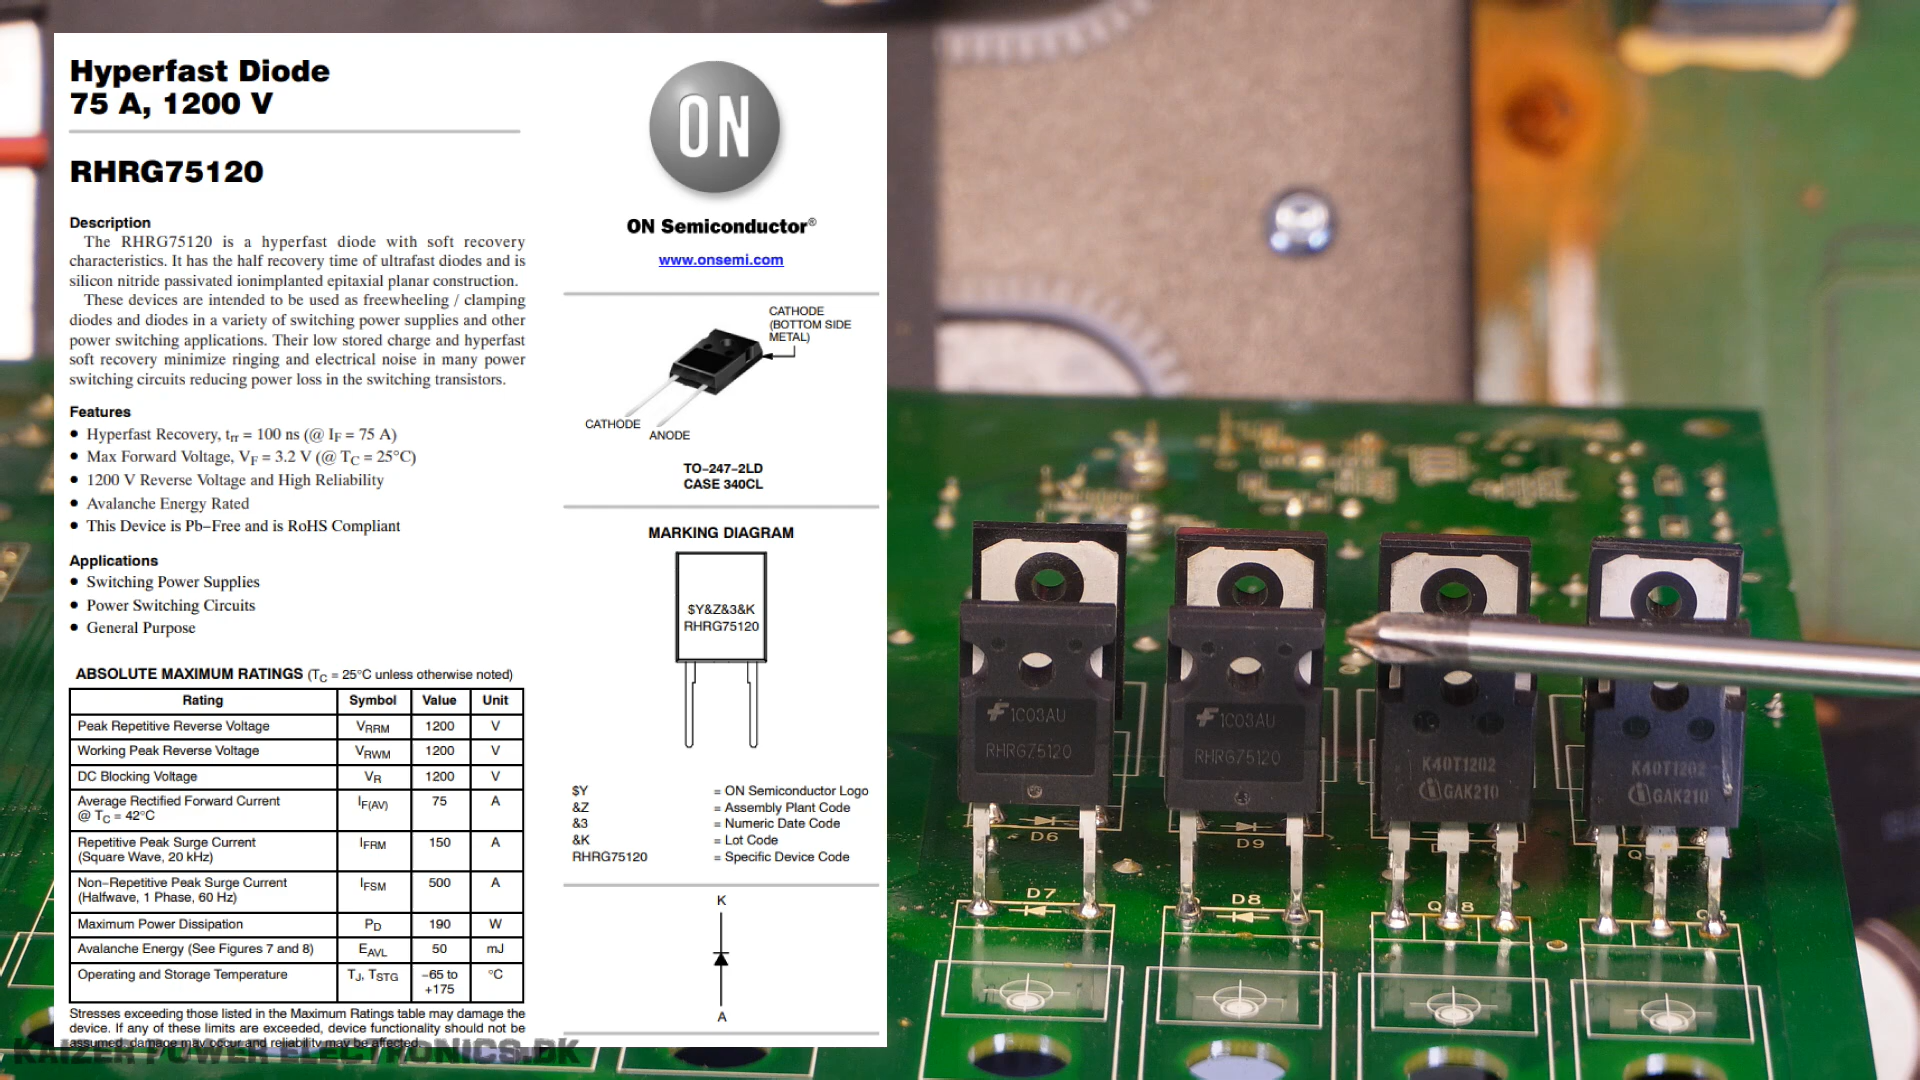 Hyperfast Diode
75 A, 1200 V
RHRG75120
Description
The RHRG75120 is a hyperfast diode with soft recovery
characteristics. It has the half recovery time of ultrafast diodes and is
silicon nitride passivated ionimplanted epitaxial planar construction.
These devices are intended to be used as freewheeling / clamping
diodes and diodes in a variety of switching power supplies and other
power switching applications. Their low stored charge and hyperfast
soft recovery minimize ringing and electrical noise in many power
switching circuits reducing power loss in the switching transistors.
Features
• Hyperfast Recovery, trr = 100 ns (@ IF = 75 A)
• Max Forward Voltage, VF = 3.2 V (@ TC = 25°C)
• 1200 V Reverse Voltage and High Reliability
• Avalanche Energy Rated
• This Device is Pb−Free and is RoHS Compliant
Applications
• Switching Power Supplies
• Power Switching Circuits
• General Purpose
ABSOLUTE MAXIMUM RATINGS (TC = 25°C unless otherwise noted)
Rating Symbol Value Unit
Peak Repetitive Reverse Voltage VRRM 1200 V
Working Peak Reverse Voltage VRWM 1200 V
DC Blocking Voltage VR 1200 V
Average Rectified Forward Current IF(AV) 75 A
@ TC = 42°C
Repetitive Peak Surge Current IFRM 150 A
(Square Wave, 20 kHz)
Non−Repetitive Peak Surge Current IFSM 500 A
(Halfwave, 1 Phase, 60 Hz)
Maximum Power Dissipation PD 190 W
Avalanche Energy (See Figures 7 and 8) EAVL 50 mJ
Operating and Storage Temperature TJ, TSTG −65 to °C
+175
Stresses exceeding those listed in the Maximum Ratings table may damage the
device. If any of these limits are exceeded, device functionality should not be
assumed, damage may occur and reliability may be affected.
KAIZER POWER ELECTRONICS.DK
ON
ON Semiconductor®
www.onsemi.com
CATHODE
(BOTTOM SIDE
METAL)
CATHODE
ANODE
TO−247−2LD
CASE 340CL
MARKING DIAGRAM
$Y&Z&3&K
RHRG75120
$Y = ON Semiconductor Logo
&Z = Assembly Plant Code
&3 = Numeric Date Code
&K = Lot Code
RHRG75120 = Specific Device Code
K
A
1C03AU
RHRG75120
1C03AU
RHRG75120
K40T1202
GAK210
K40T1202
GAK210
D6
D9
D7
D8